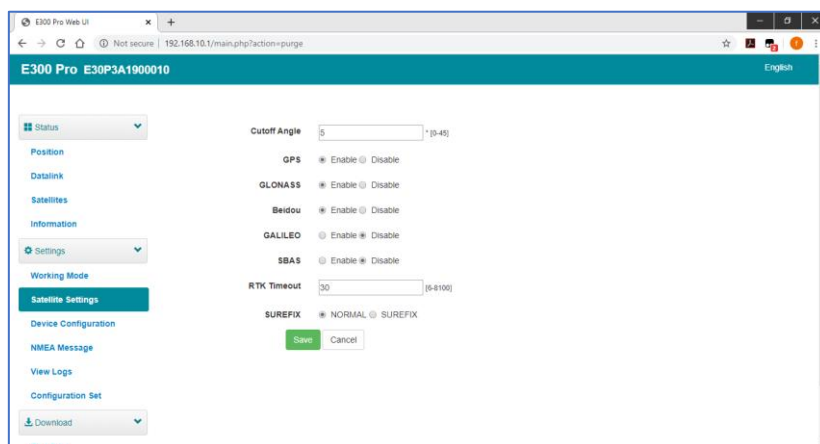 E300 Pro Web UI
Not secure | 192.168.10.1/main.php?action=purge
E300 Pro E30P3A1900010
English
Status
Position
Datalink
Satellites
Information
Settings
Working Mode
Satellite Settings
Device Configuration
NMEA Message
View Logs
Configuration Set
Download
Cutoff Angle 5 * [0-45]
GPS Enable Disable
GLONASS Enable Disable
Beidou Enable Disable
GALILEO Enable Disable
SBAS Enable Disable
RTK Timeout 30 [6-8100]
SUREFIX NORMAL SUREFIX
Save Cancel